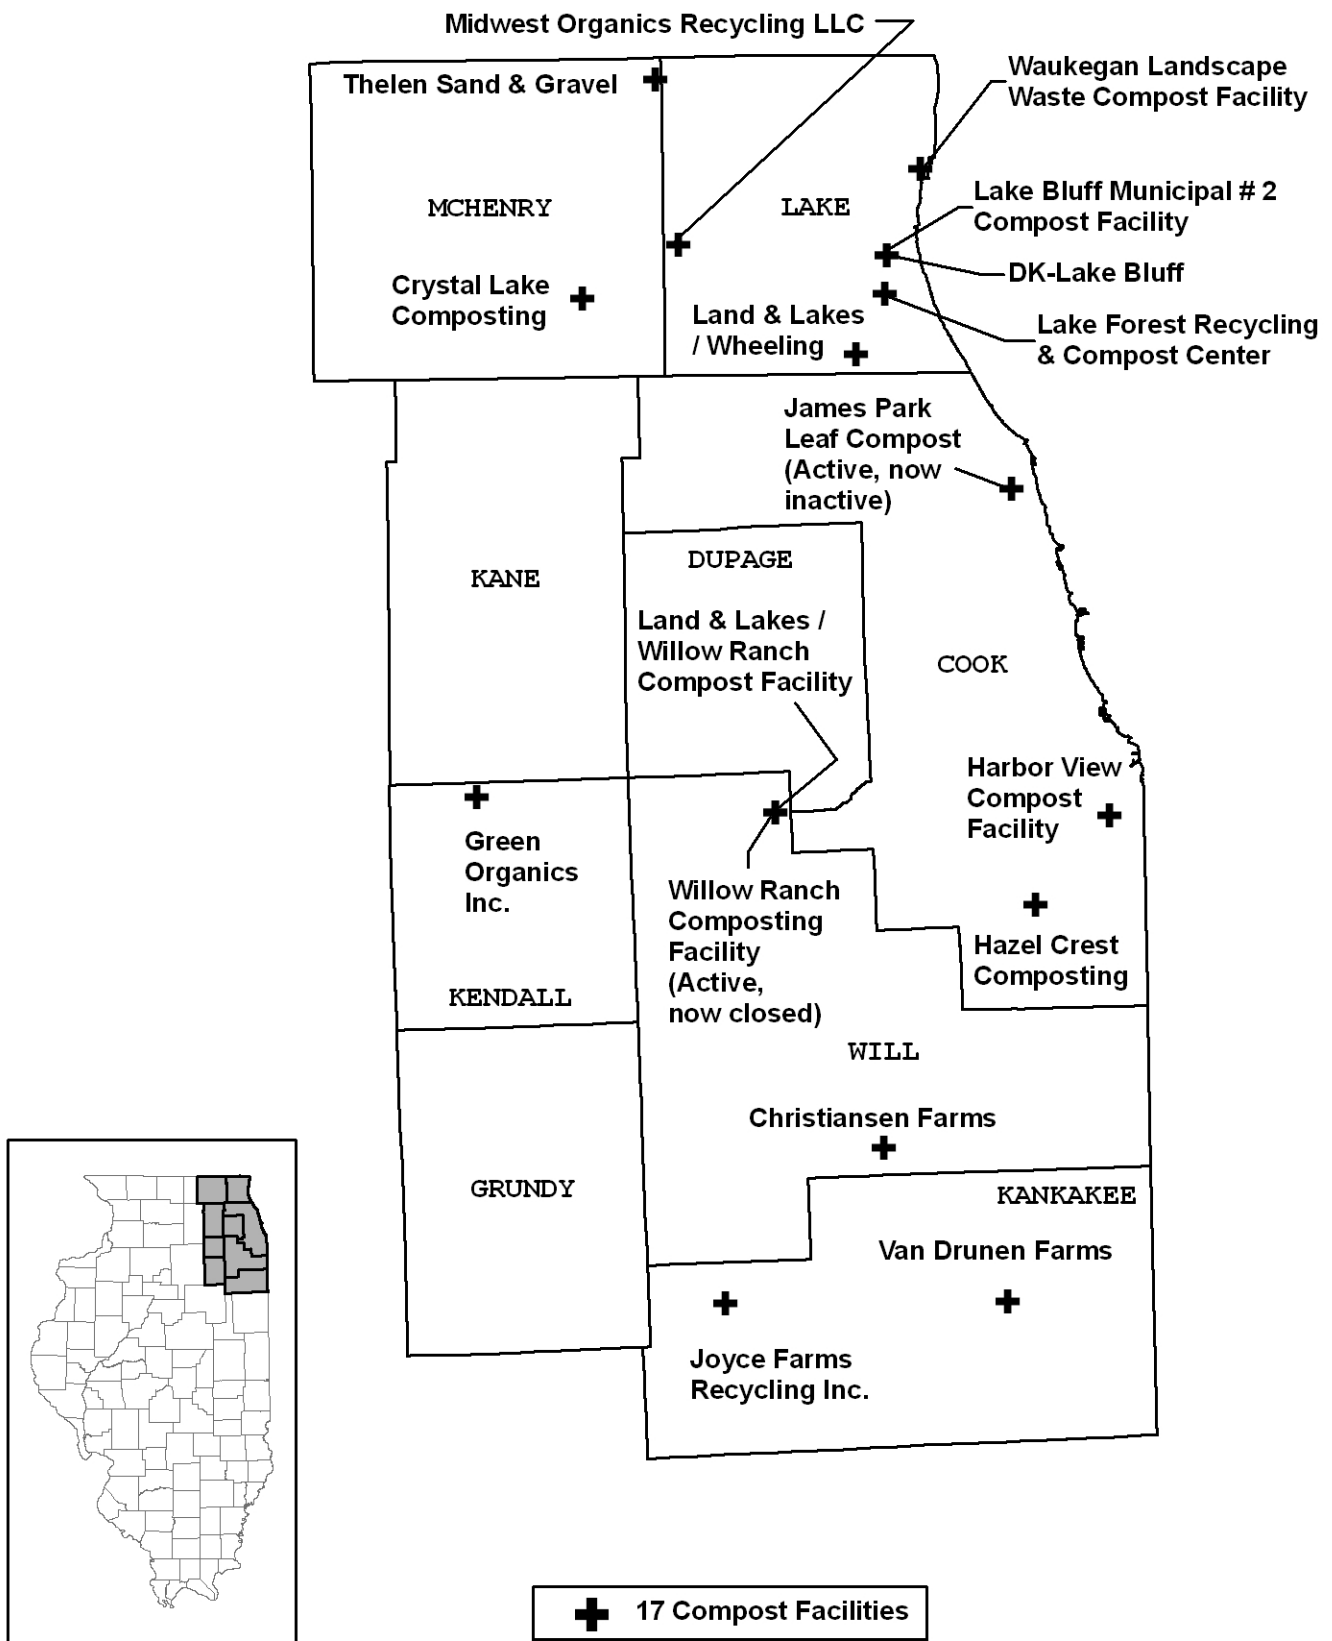 Midwest Organics Recycling LLC
Thelen Sand & Gravel
Waukegan Landscape
Waste Compost Facility
MCHENRY
LAKE
Lake Bluff Municipal # 2
Compost Facility
DK-Lake Bluff
Crystal Lake
Composting
Land & Lakes
/ Wheeling
Lake Forest Recycling
& Compost Center
James Park
Leaf Compost
(Active, now
inactive)
KANE
DUPAGE
Land & Lakes /
Willow Ranch
Compost Facility
COOK
Harbor View
Compost
Facility
Green
Organics
Inc.
Willow Ranch
Composting
Facility
(Active,
now closed)
Hazel Crest
Composting
KENDALL
WILL
Christiansen Farms
GRUNDY
KANKAKEE
Van Drunen Farms
Joyce Farms
Recycling Inc.
17 Compost Facilities